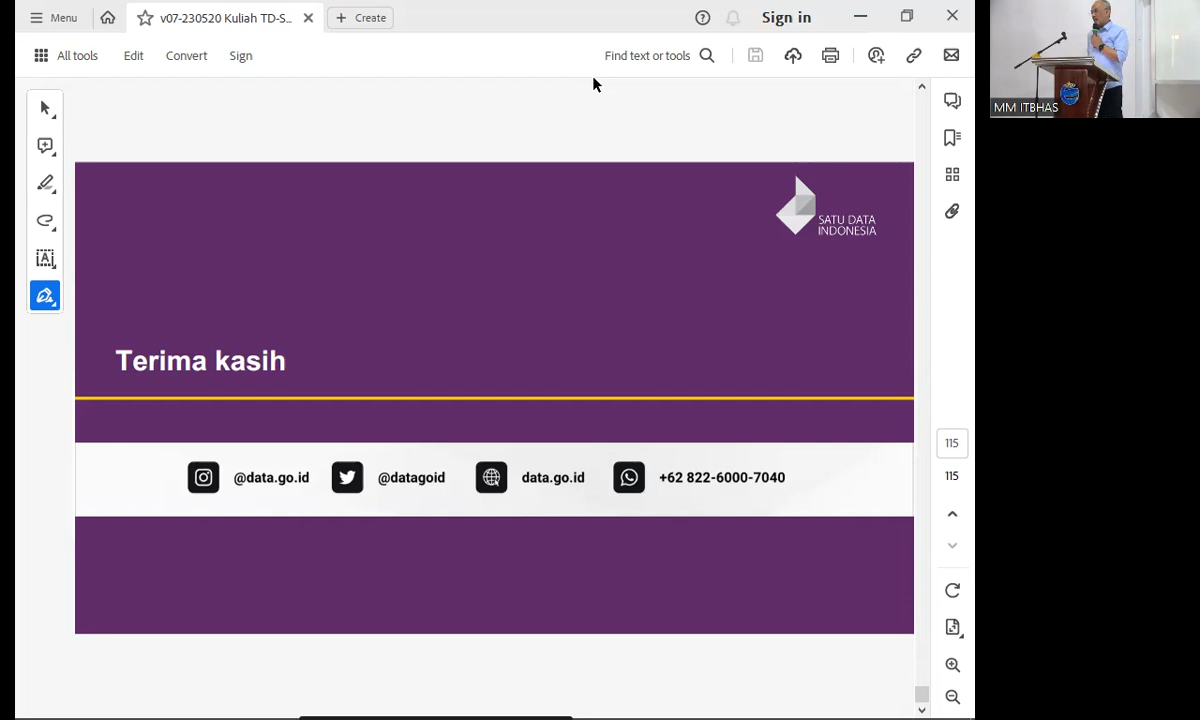 Menu
v07-230520 Kuliah TD-S...
Create
Sign in
All tools
Edit
Convert
Sign
Find text or tools
MM ITBHAS
SATU DATA
INDONESIA
Terima kasih
@data.go.id
@datagoid
data.go.id
+62 822-6000-7040
115
115